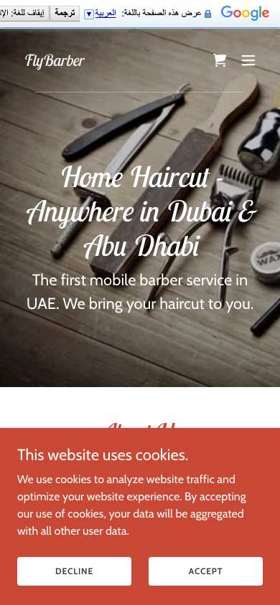 Google عرض هذه الصفحة باللغة: العربية ترجمة إيقاف للغة:
FlyBarber
Home Haircut -
Anywhere in Dubai &
Abu Dhabi
The first mobile barber service in
UAE. We bring your haircut to you.
This website uses cookies.
We use cookies to analyze website traffic and
optimize your website experience. By accepting
our use of cookies, your data will be aggregated
with all other user data.
DECLINE
ACCEPT